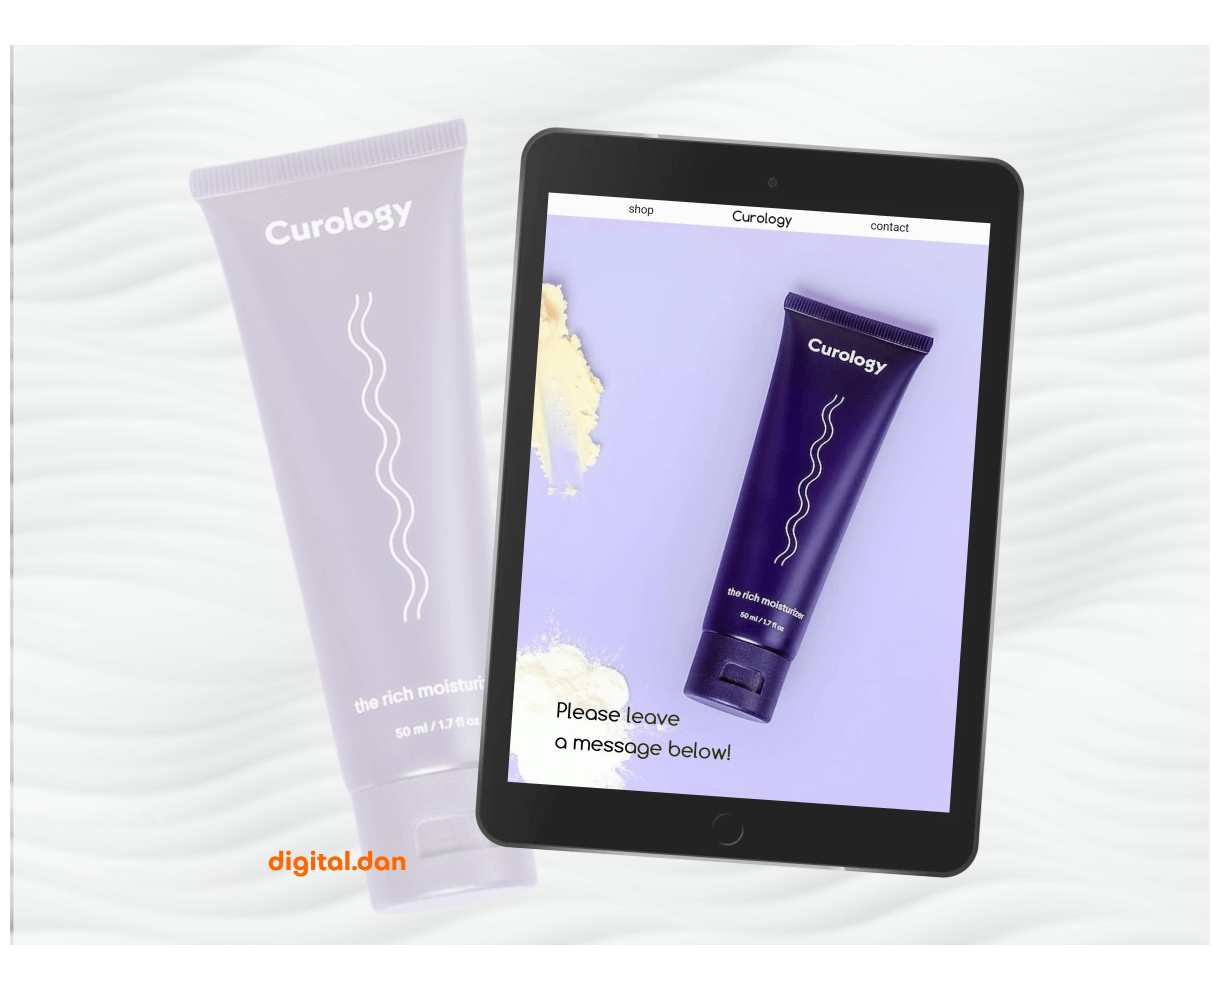 Curology
the rich moisturiz
50 ml / 1.7 fl oz
shop
Curology
contact
Curology
the rich moisturizer
50 ml / 1.7 fl oz
Please leave
a message below!
digital.dan